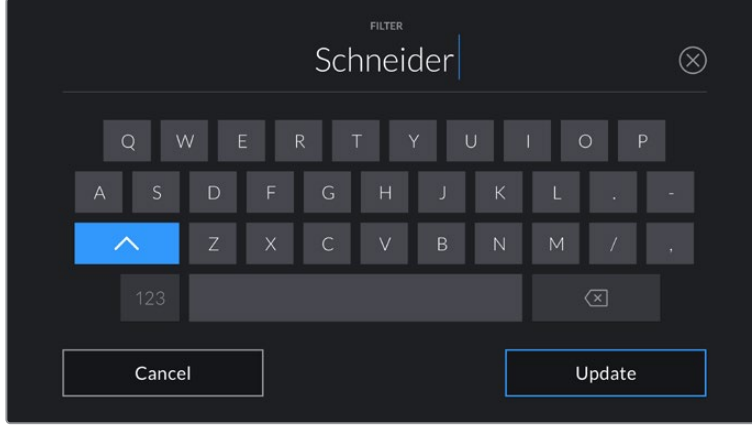 FILTER
Schneider
Q W E R T Y U I O P
A S D F G H J K L . -
Z X C V B N M / ,
123
Cancel Update